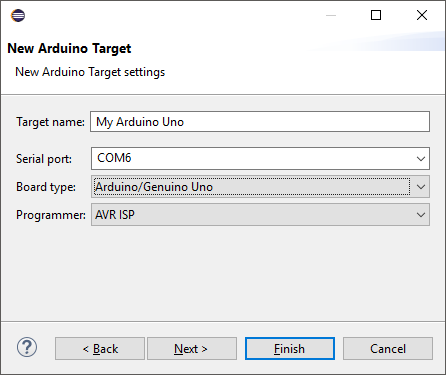 New Arduino Target
New Arduino Target settings
Target name: My Arduino Uno
Serial port: COM6
Board type: Arduino/Genuino Uno
Programmer: AVR ISP
? < Back Next > Finish Cancel